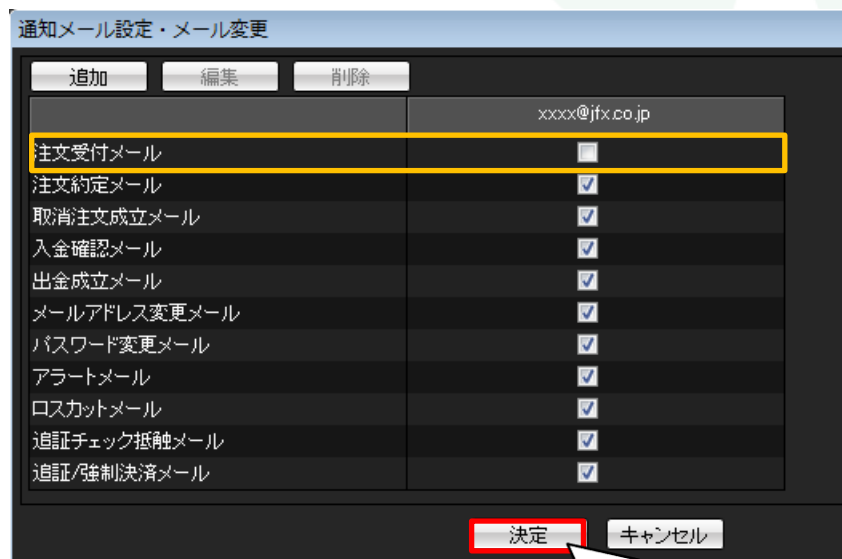 通知メール設定・メール変更
追加 編集 削除
xxxx@jfx.co.jp
注文受付メール
注文約定メール
取消注文成立メール
入金確認メール
出金成立メール
メールアドレス変更メール
パスワード変更メール
アラートメール
ロスカットメール
追証チェック抵触メール
追証/強制決済メール
決定 キャンセル